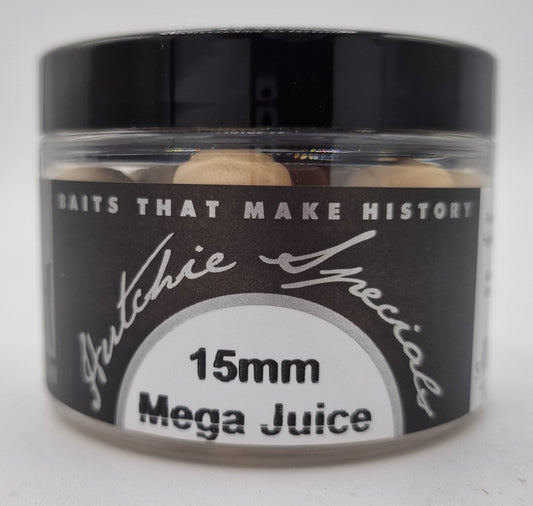 BAITS THAT MAKE HISTORY
Hutchie Specials
15mm
Mega Juice